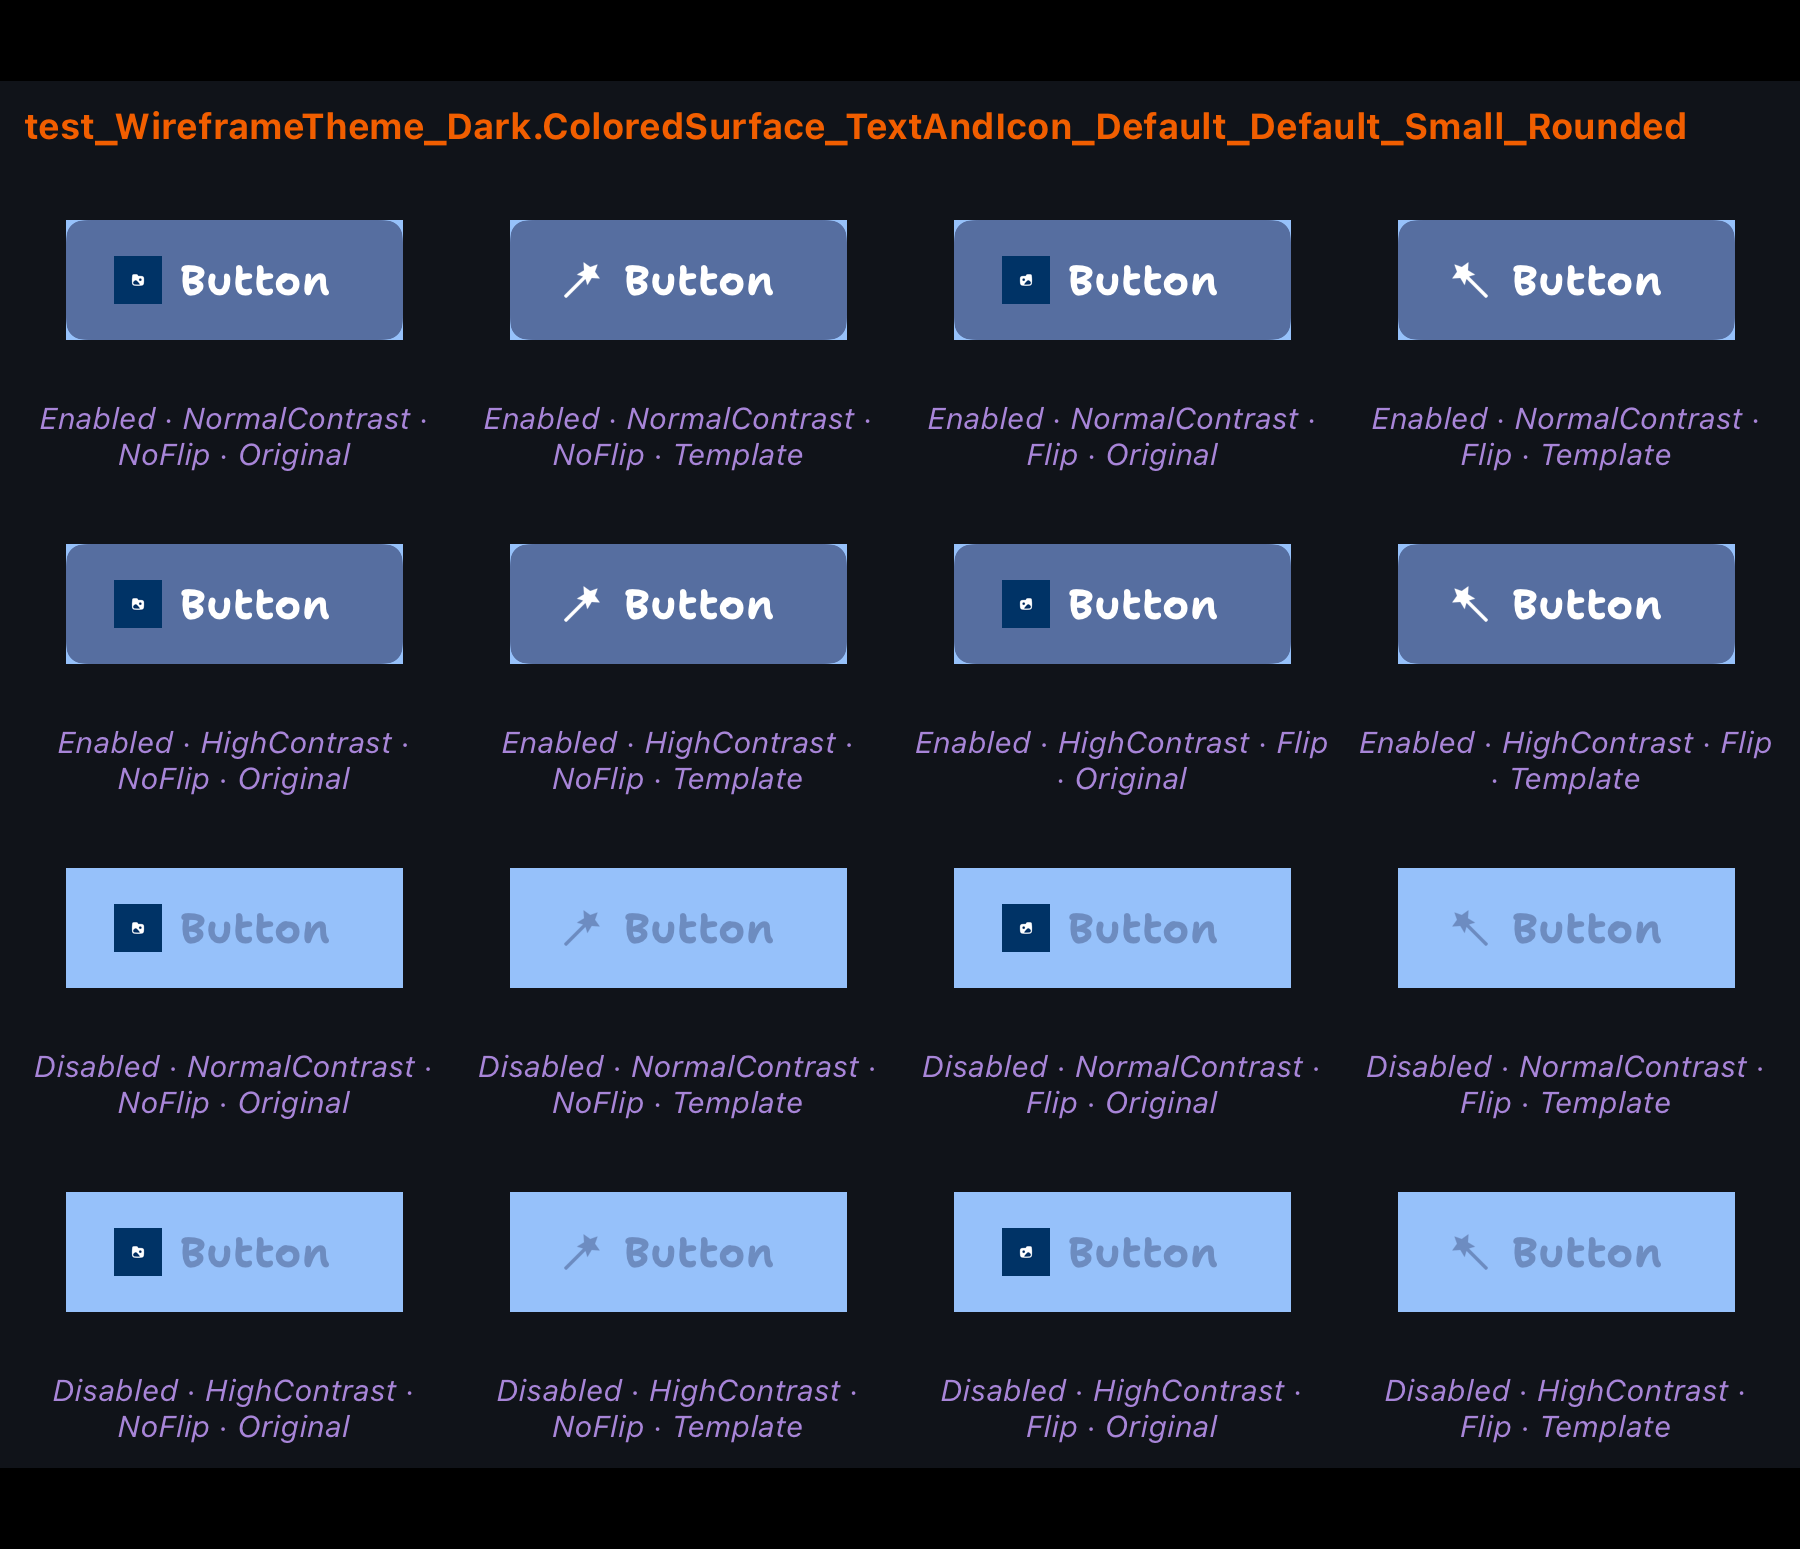 test_WireframeTheme_Dark.ColoredSurface_TextAndIcon_Default_Default_Small_Rounded
Button Button Button Button
Enabled · NormalContrast · Enabled · NormalContrast · Enabled · NormalContrast · Enabled · NormalContrast ·
NoFlip · Original NoFlip · Template Flip · Original Flip · Template
Button Button Button Button
Enabled · HighContrast · Enabled · HighContrast · Enabled · HighContrast · Flip Enabled · HighContrast · Flip
NoFlip · Original NoFlip · Template · Original · Template
Button Button Button Button
Disabled · NormalContrast · Disabled · NormalContrast · Disabled · NormalContrast · Disabled · NormalContrast ·
NoFlip · Original NoFlip · Template Flip · Original Flip · Template
Button Button Button Button
Disabled · HighContrast · Disabled · HighContrast · Disabled · HighContrast · Disabled · HighContrast ·
NoFlip · Original NoFlip · Template Flip · Original Flip · Template